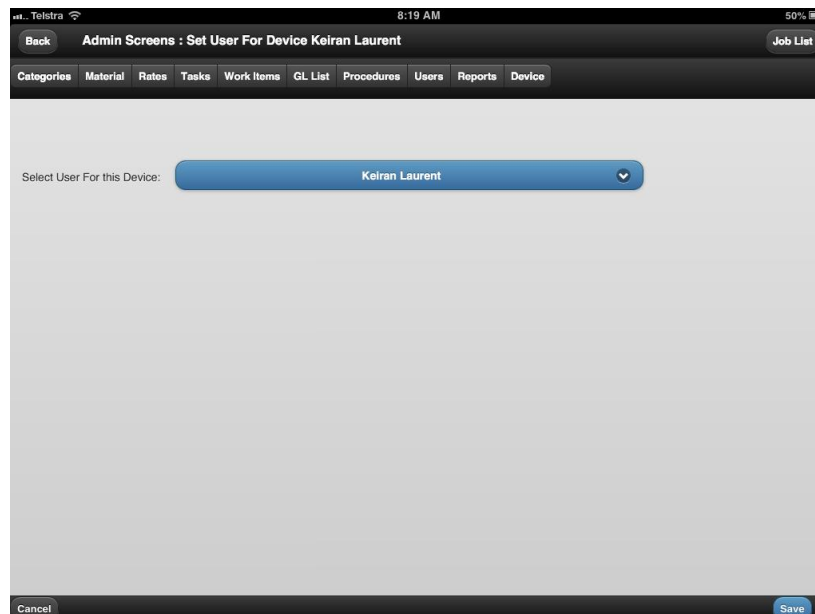 Telstra 8:19 AM 50%
Back Admin Screens : Set User For Device Keiran Laurent Job List
Categories Material Rates Tasks Work Items GL List Procedures Users Reports Device
Select User For this Device: Keiran Laurent
Cancel Save